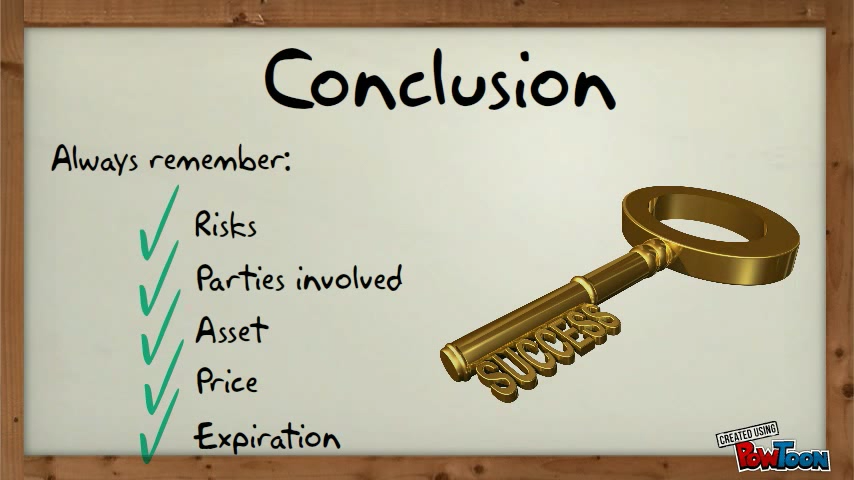 Conclusion
Always remember:
Risks
Parties involved
Asset
Price
Expiration
SUCCESS
CREATED USING
POWTOON